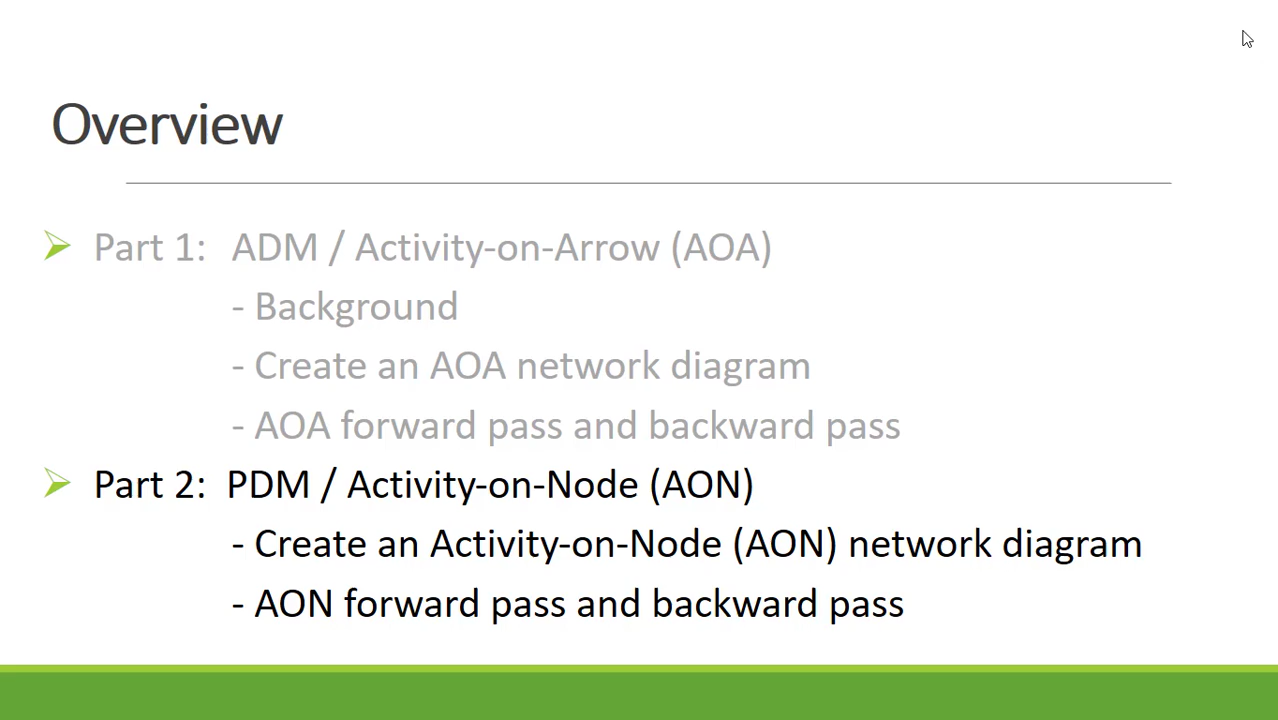 Overview
Part 1: ADM / Activity-on-Arrow (AOA)
- Background
- Create an AOA network diagram
- AOA forward pass and backward pass
Part 2: PDM / Activity-on-Node (AON)
- Create an Activity-on-Node (AON) network diagram
- AON forward pass and backward pass